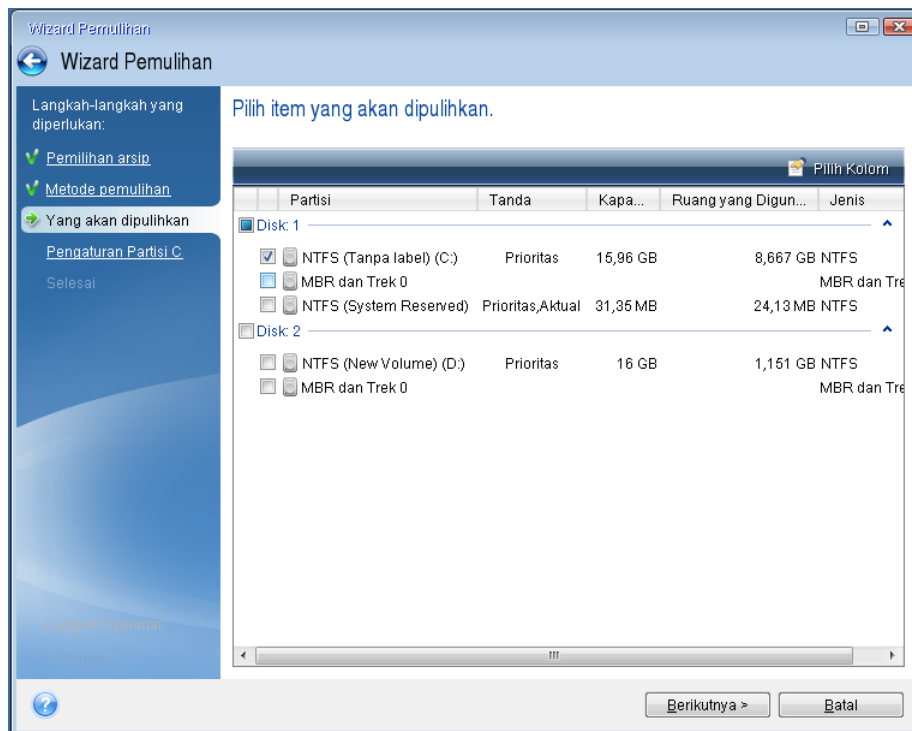 Wizard Pemulihan
Wizard Pemulihan
Langkah-langkah yang
diperlukan:
Pemilihan arsip
Metode pemulihan
Yang akan dipulihkan
Pengaturan Partisi C
Selesai
Pilih item yang akan dipulihkan.
Pilih Kolom
Partisi Tanda Kapa... Ruang yang Digun... Jenis
Disk: 1
NTFS (Tanpa label) (C:) Prioritas 15,96 GB 8,667 GB NTFS
MBR dan Trek 0 MBR dan Tre
NTFS (System Reserved) Prioritas,Aktual 31,35 MB 24,13 MB NTFS
Disk: 2
NTFS (New Volume) (D:) Prioritas 16 GB 1,151 GB NTFS
MBR dan Trek 0 MBR dan Tre
Berikutnya > Batal